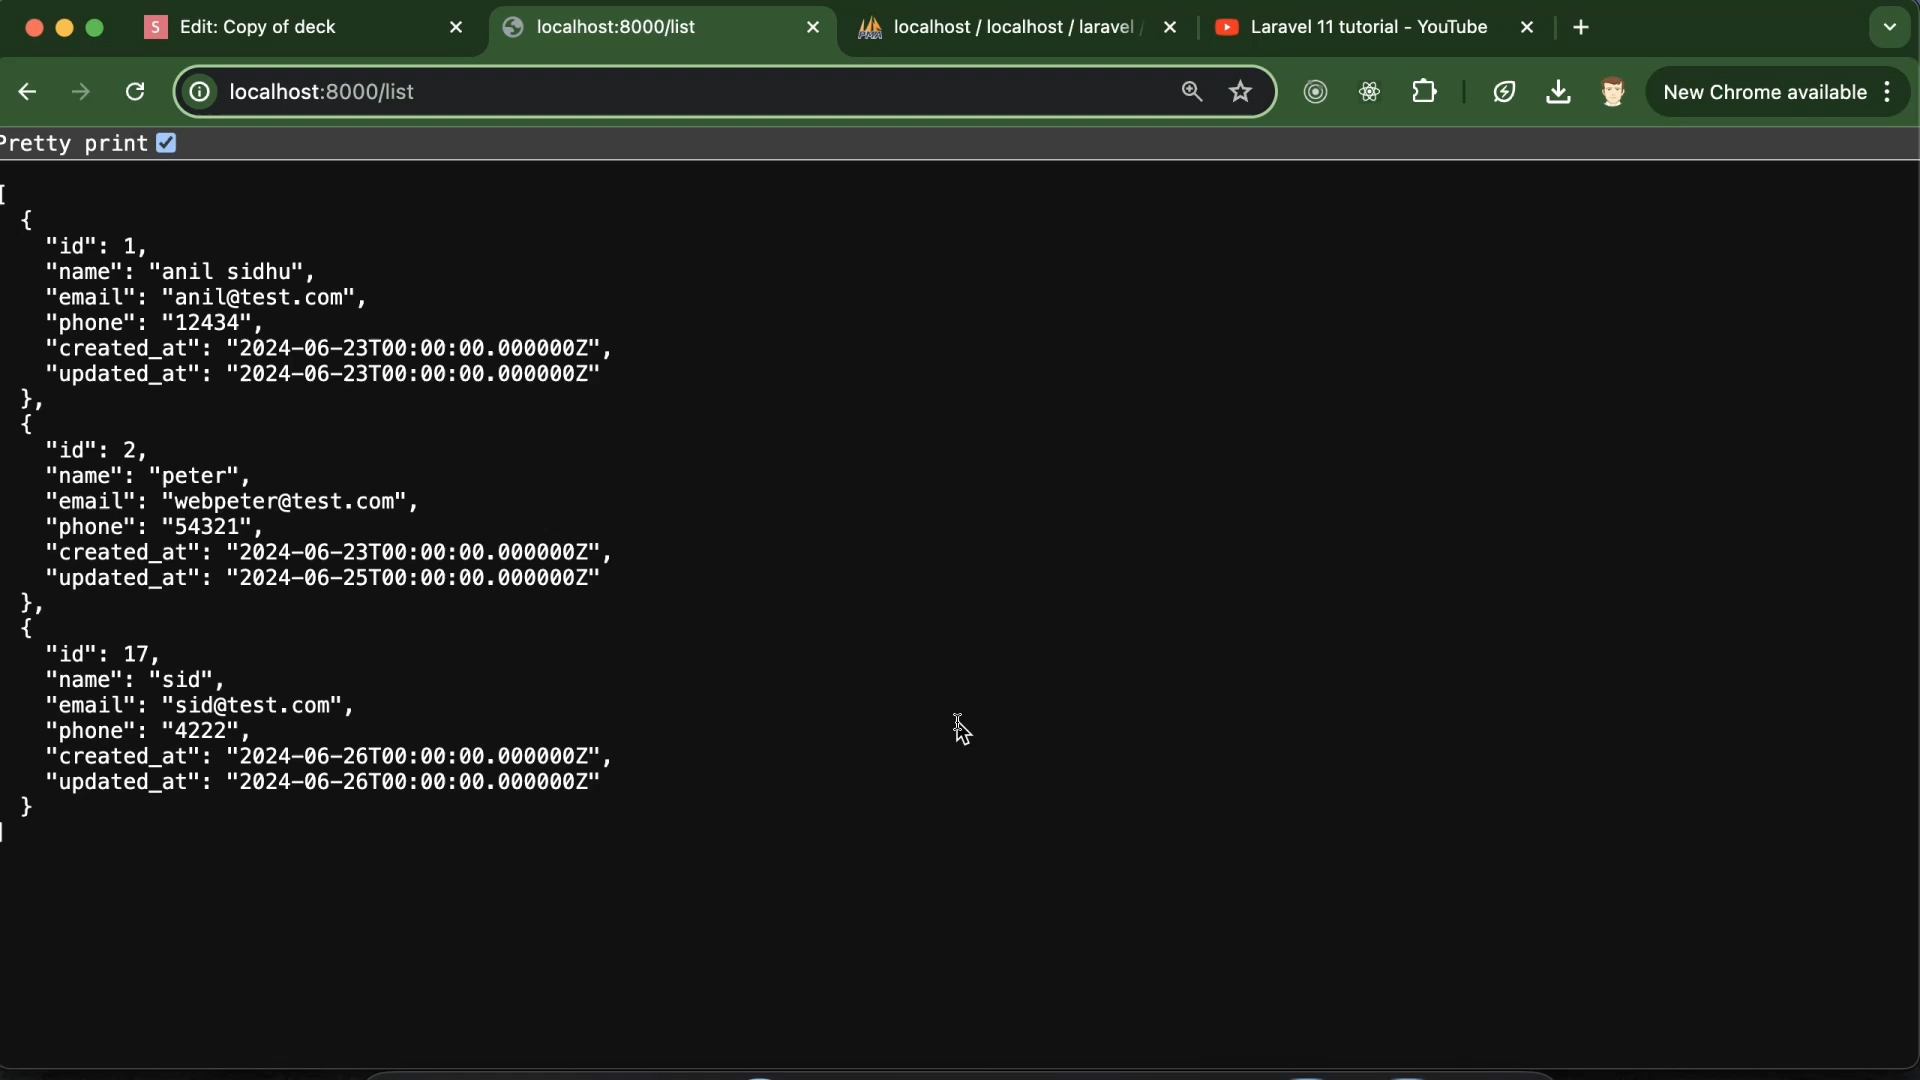 S Edit: Copy of deck
localhost:8000/list
localhost / localhost / laravel
Laravel 11 tutorial - YouTube
localhost:8000/list
New Chrome available
Pretty print
[
{
"id": 1,
"name": "anil sidhu",
"email": "anil@test.com",
"phone": "12434",
"created_at": "2024-06-23T00:00:00.000000Z",
"updated_at": "2024-06-23T00:00:00.000000Z"
},
{
"id": 2,
"name": "peter",
"email": "webpeter@test.com",
"phone": "54321",
"created_at": "2024-06-23T00:00:00.000000Z",
"updated_at": "2024-06-25T00:00:00.000000Z"
},
{
"id": 17,
"name": "sid",
"email": "sid@test.com",
"phone": "4222",
"created_at": "2024-06-26T00:00:00.000000Z",
"updated_at": "2024-06-26T00:00:00.000000Z"
}
]